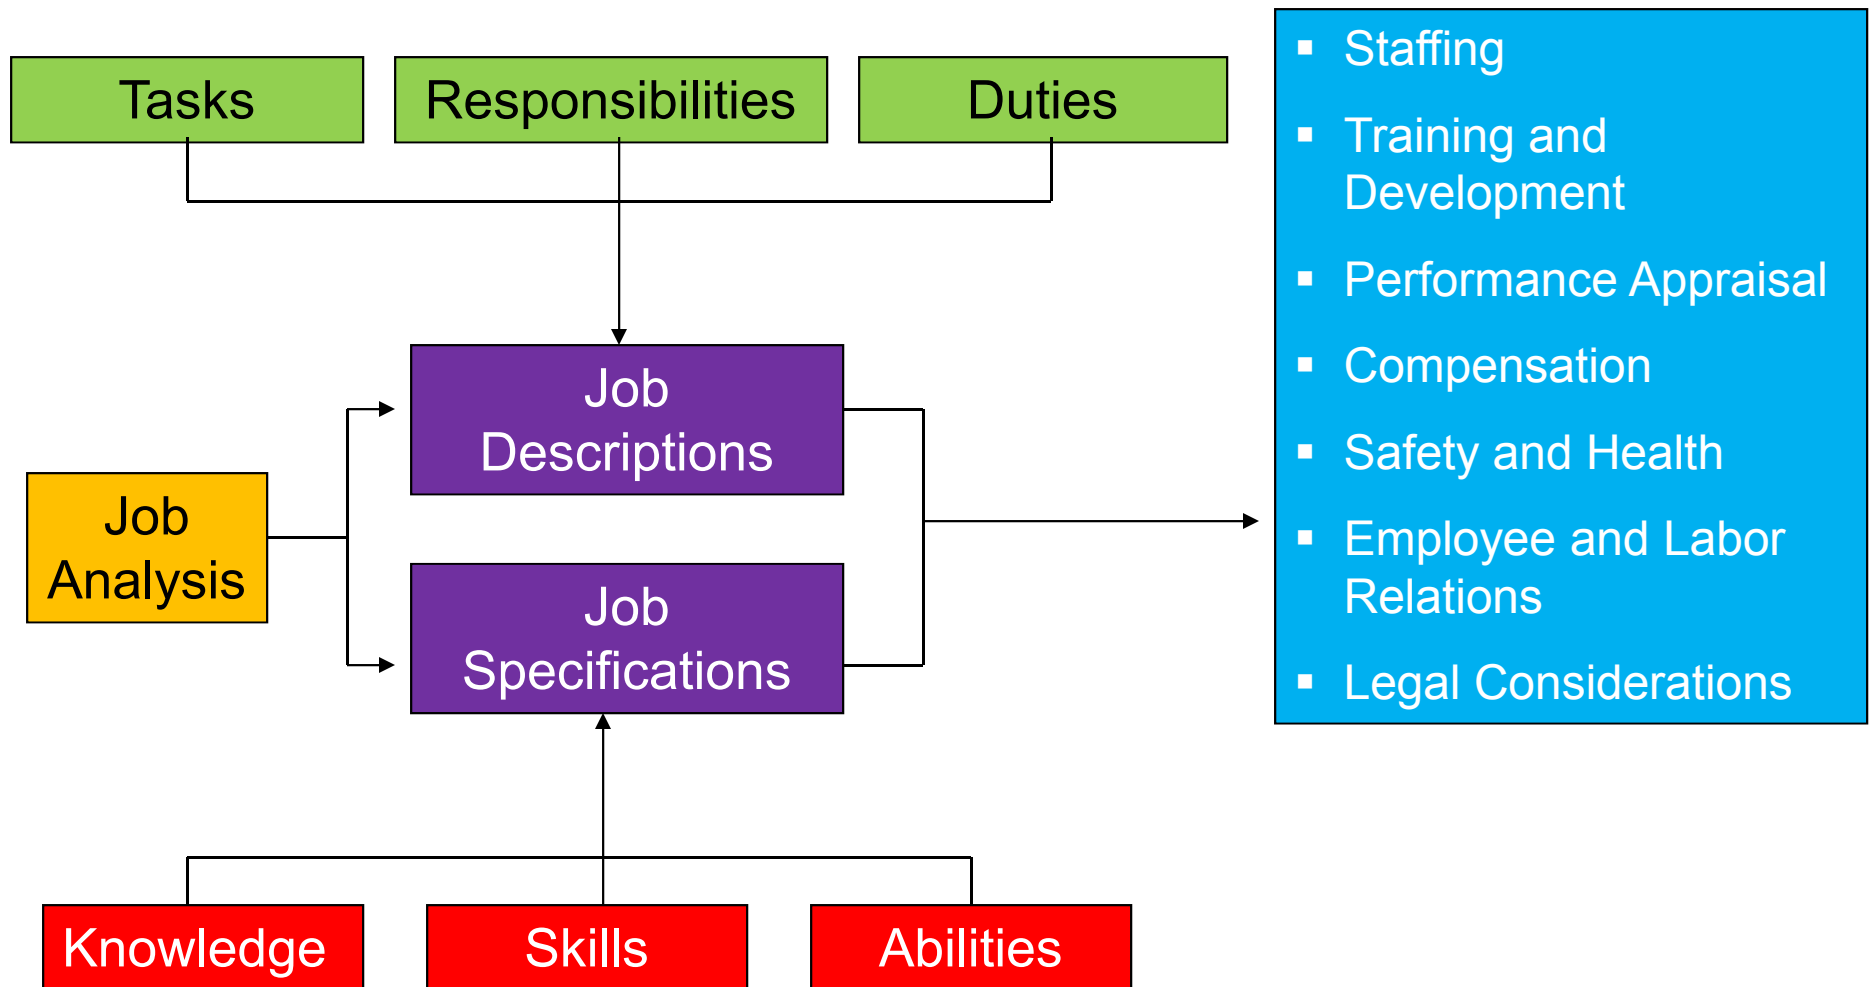 Tasks
Responsibilities
Duties
Job
Descriptions
Job
Analysis
Job
Specifications
Knowledge
Skills
Abilities
▪ Staffing
▪ Training and
Development
▪ Performance Appraisal
▪ Compensation
▪ Safety and Health
▪ Employee and Labor
Relations
▪ Legal Considerations